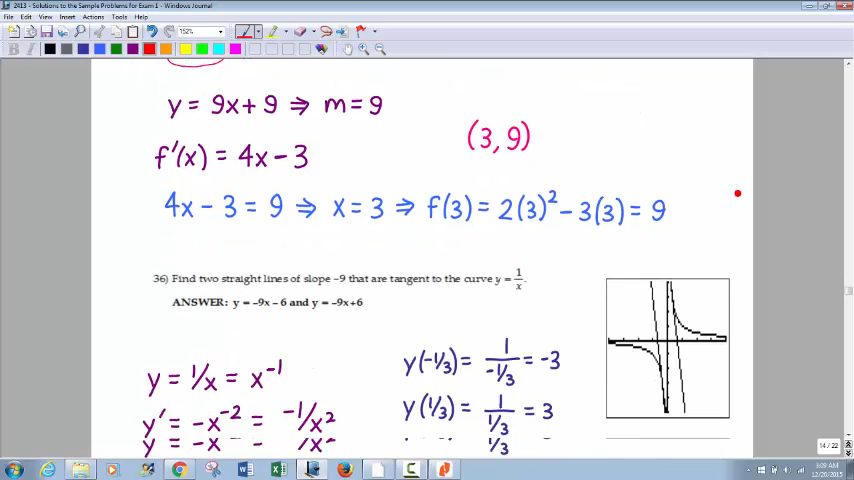 2413 - Solutions to the Sample Problems for Exam 1 - Windows Journal
File Edit View Insert Actions Tools Help
152%
B I
y = 9x + 9 ⇒ m = 9
(3, 9)
f'(x) = 4x - 3
4x - 3 = 9 ⇒ x = 3 ⇒ f(3) = 2(3)² - 3(3) = 9
36) Find two straight lines of slope -9 that are tangent to the curve y = 1/x.
ANSWER: y = -9x - 6 and y = -9x+6
y = 1/x = x⁻¹
y(-1/3) = 1/(-1/3) = -3
y' = -x⁻² = -1/x²
y(1/3) = 1/(1/3) = 3
14 / 22
3:09 AM
12/20/2015